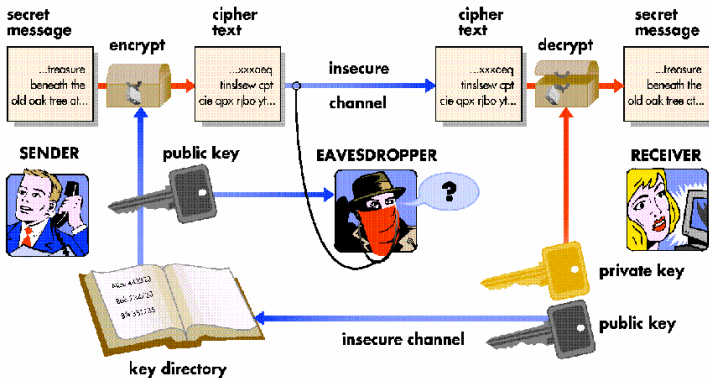 secret
message
encrypt
cipher
text
cipher
text
decrypt
secret
message
...treasure
beneath the
old oak tree at...
...xxxaeq
tinslsew cpt
cie qpx rjbo yt...
insecure
channel
...xxxaeq
tinslsew cpt
cie qpx rjbo yt...
...treasure
beneath the
old oak tree at...
SENDER
public key
EAVESDROPPER
RECEIVER
?
private key
public key
insecure channel
key directory